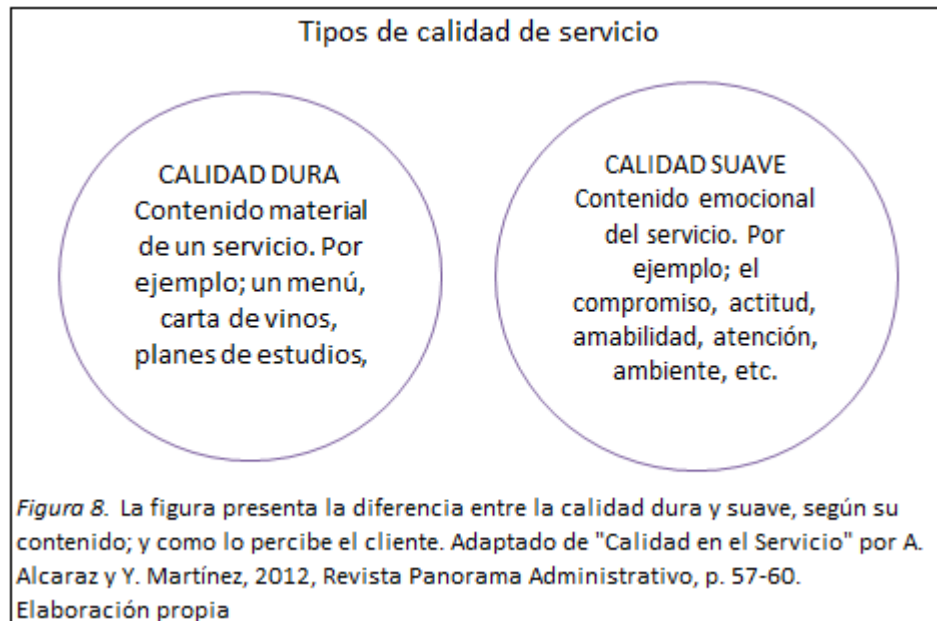 Tipos de calidad de servicio
CALIDAD DURA
Contenido material
de un servicio. Por
ejemplo; un menú,
carta de vinos,
planes de estudios,
CALIDAD SUAVE
Contenido emocional
del servicio. Por
ejemplo; el
compromiso, actitud,
amabilidad, atención,
ambiente, etc.
Figura 8. La figura presenta la diferencia entre la calidad dura y suave, según su
contenido; y como lo percibe el cliente. Adaptado de "Calidad en el Servicio" por A.
Alcaraz y Y. Martínez, 2012, Revista Panorama Administrativo, p. 57-60.
Elaboración propia